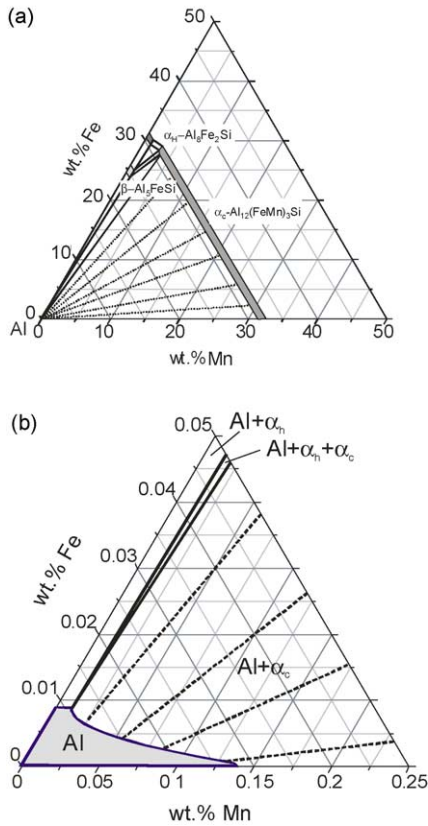 (a)
50
40
30
20
10
0
wt.% Fe
αH–Al8Fe2Si
β–Al5FeSi
αc-Al12(FeMn)3Si
Al
0 10 20 30 40 50
wt.%Mn
(b)
Al+αh
Al+αh+αc
0.05
0.04
0.03
0.02
0.01
0
wt.% Fe
Al+αc
Al
0 0.05 0.1 0.15 0.20 0.25
wt.% Mn